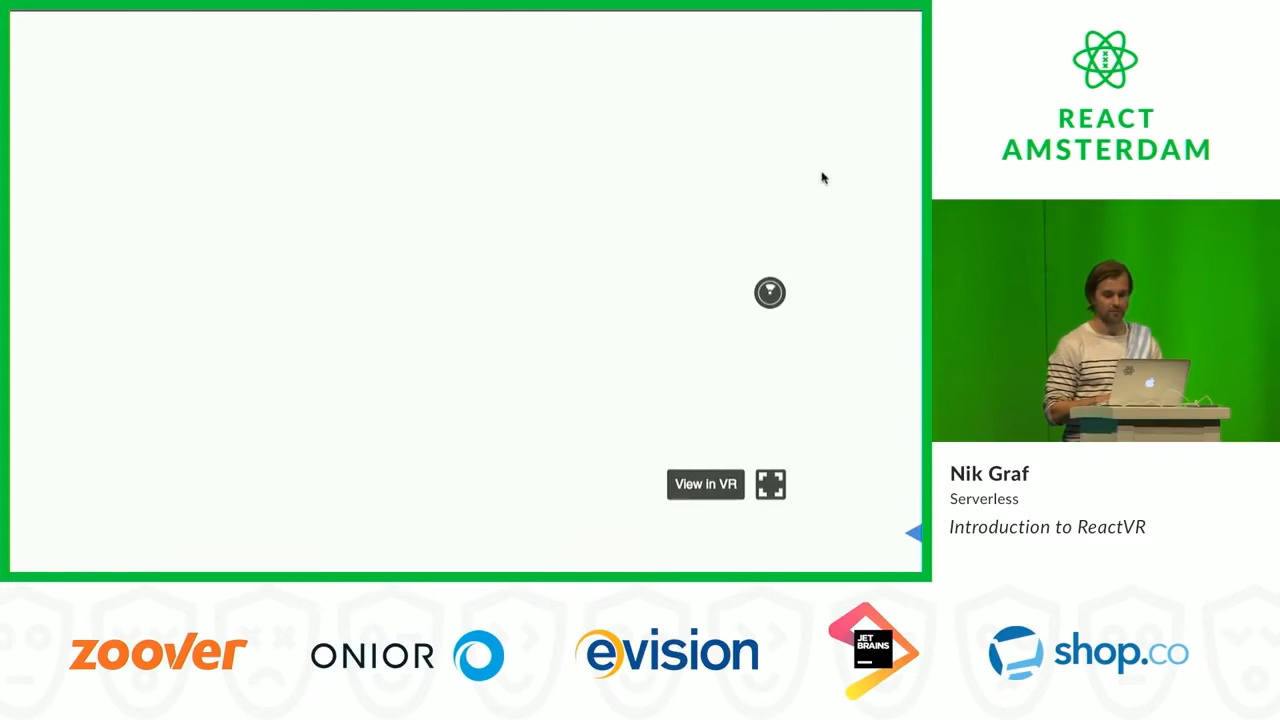 REACT
AMSTERDAM
View in VR
Nik Graf
Serverless
Introduction to ReactVR
zoover
ONIOR
evision
JET
BRAINS
shop.co